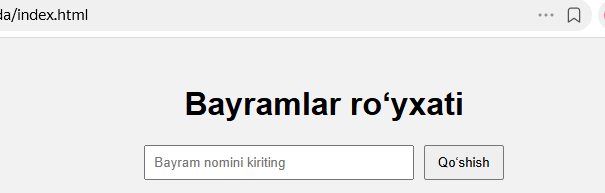 da/index.html
Bayramlar ro‘yxati
Bayram nomini kiriting
Qo‘shish